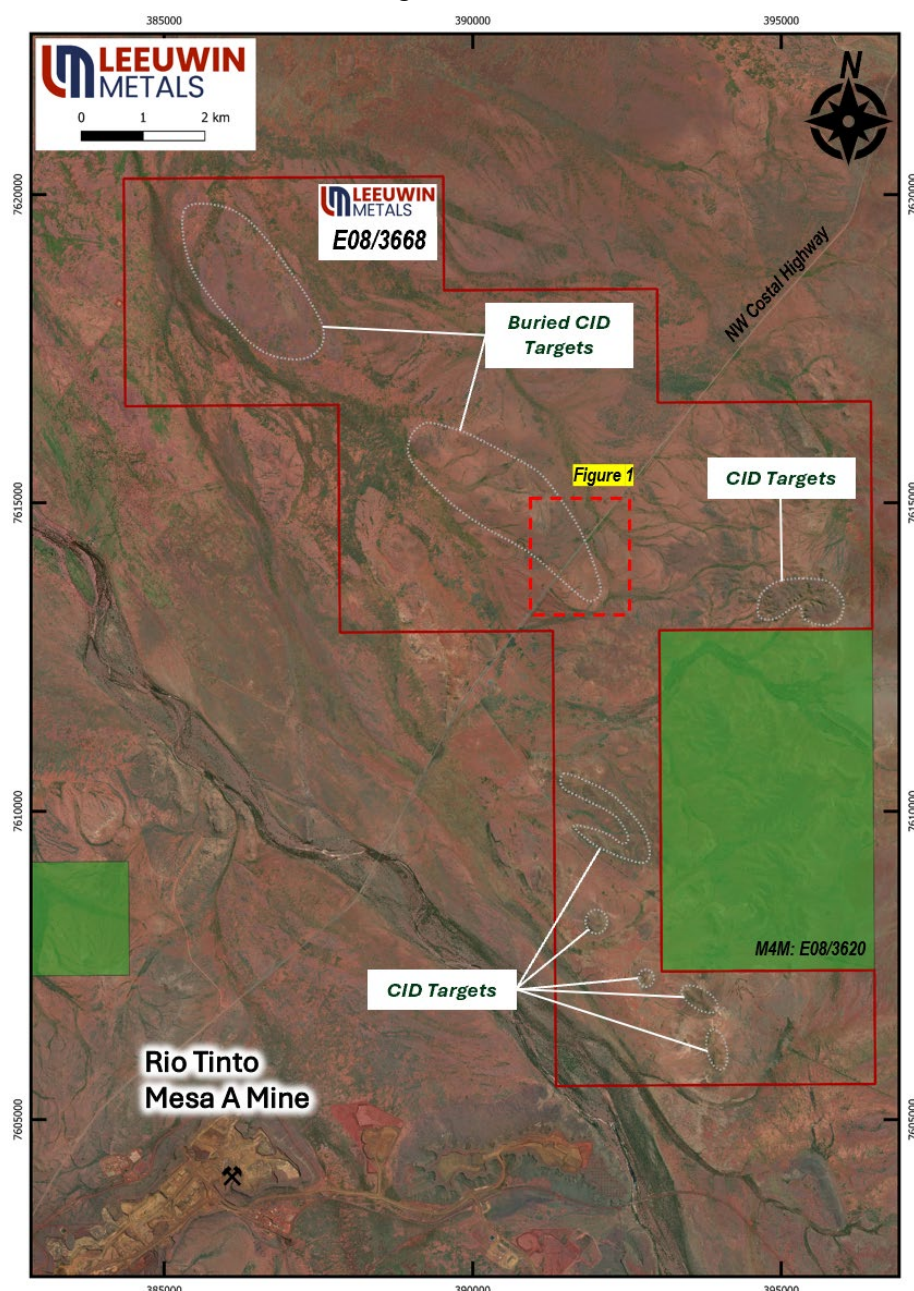 385000
390000
395000
LEEUWIN
METALS
0 1 2 km
N
7620000
7620000
LEEUWIN
METALS
E08/3668
NW Costal Highway
Buried CID
Targets
Figure 1
CID Targets
7615000
7615000
7610000
7610000
M4M: E08/3620
CID Targets
Rio Tinto
Mesa A Mine
7605000
7605000
385000
390000
395000